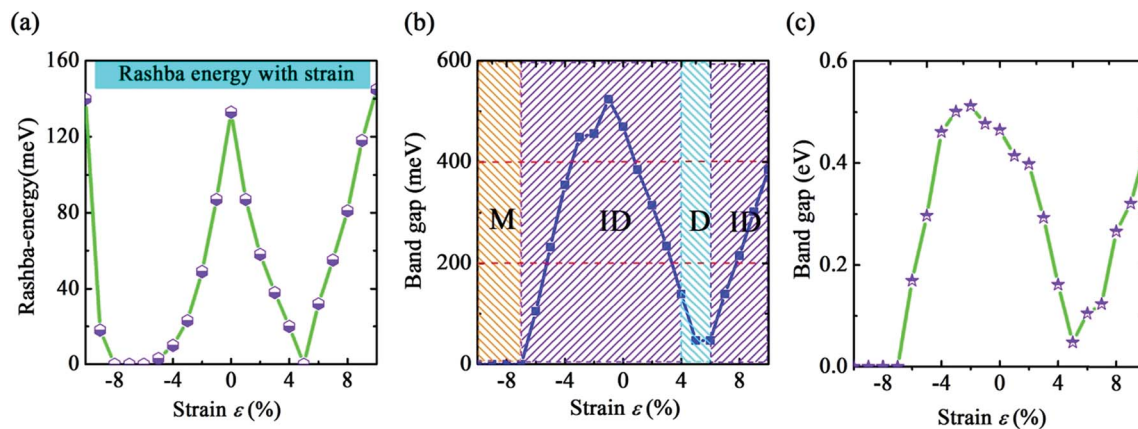 (a)
Rashba energy with strain
Rashba-energy(meV)
160
120
80
40
0
-8 -4 0 4 8
Strain ε (%)
(b)
Band gap (meV)
600
400
200
0
M ID D ID
-8 -4 0 4 8
Strain ε (%)
(c)
Band gap (eV)
0.6
0.4
0.2
0.0
-8 -4 0 4 8
Strain ε (%)